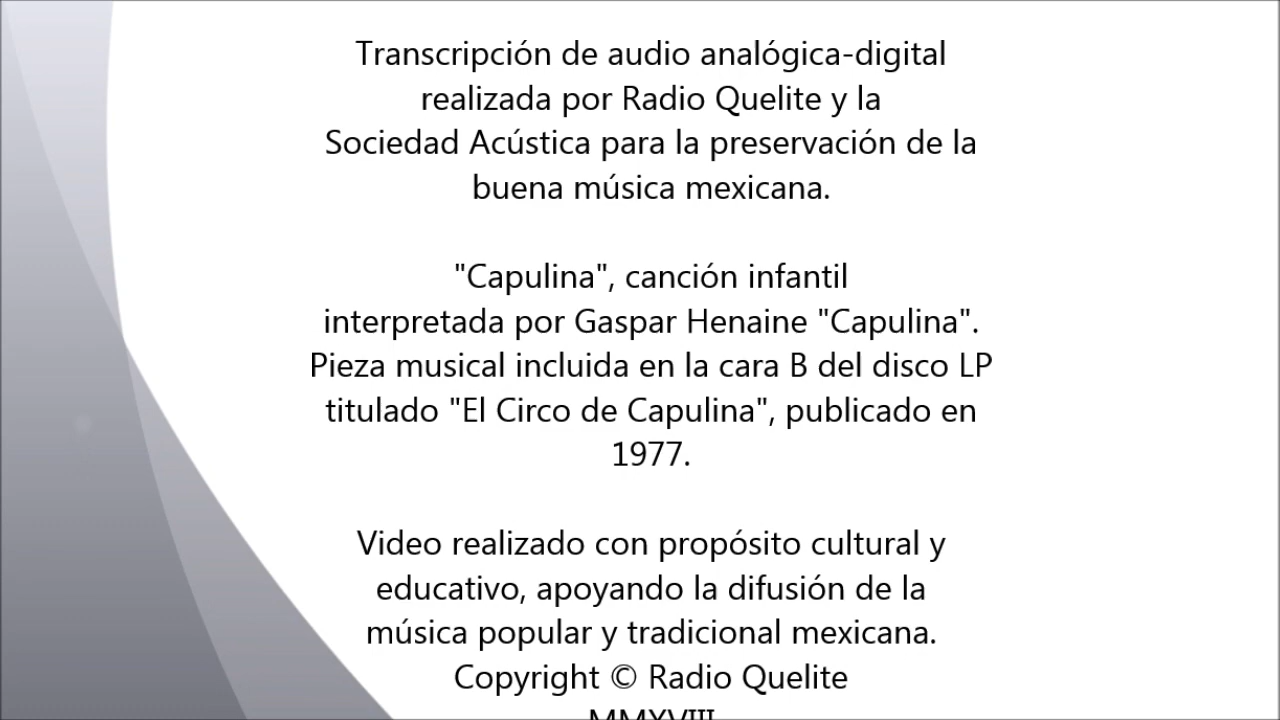 Transcripción de audio analógica-digital
realizada por Radio Quelite y la
Sociedad Acústica para la preservación de la
buena música mexicana.
"Capulina", canción infantil
interpretada por Gaspar Henaine "Capulina".
Pieza musical incluida en la cara B del disco LP
titulado "El Circo de Capulina", publicado en
1977.
Video realizado con propósito cultural y
educativo, apoyando la difusión de la
música popular y tradicional mexicana.
Copyright © Radio Quelite
MMXVIII